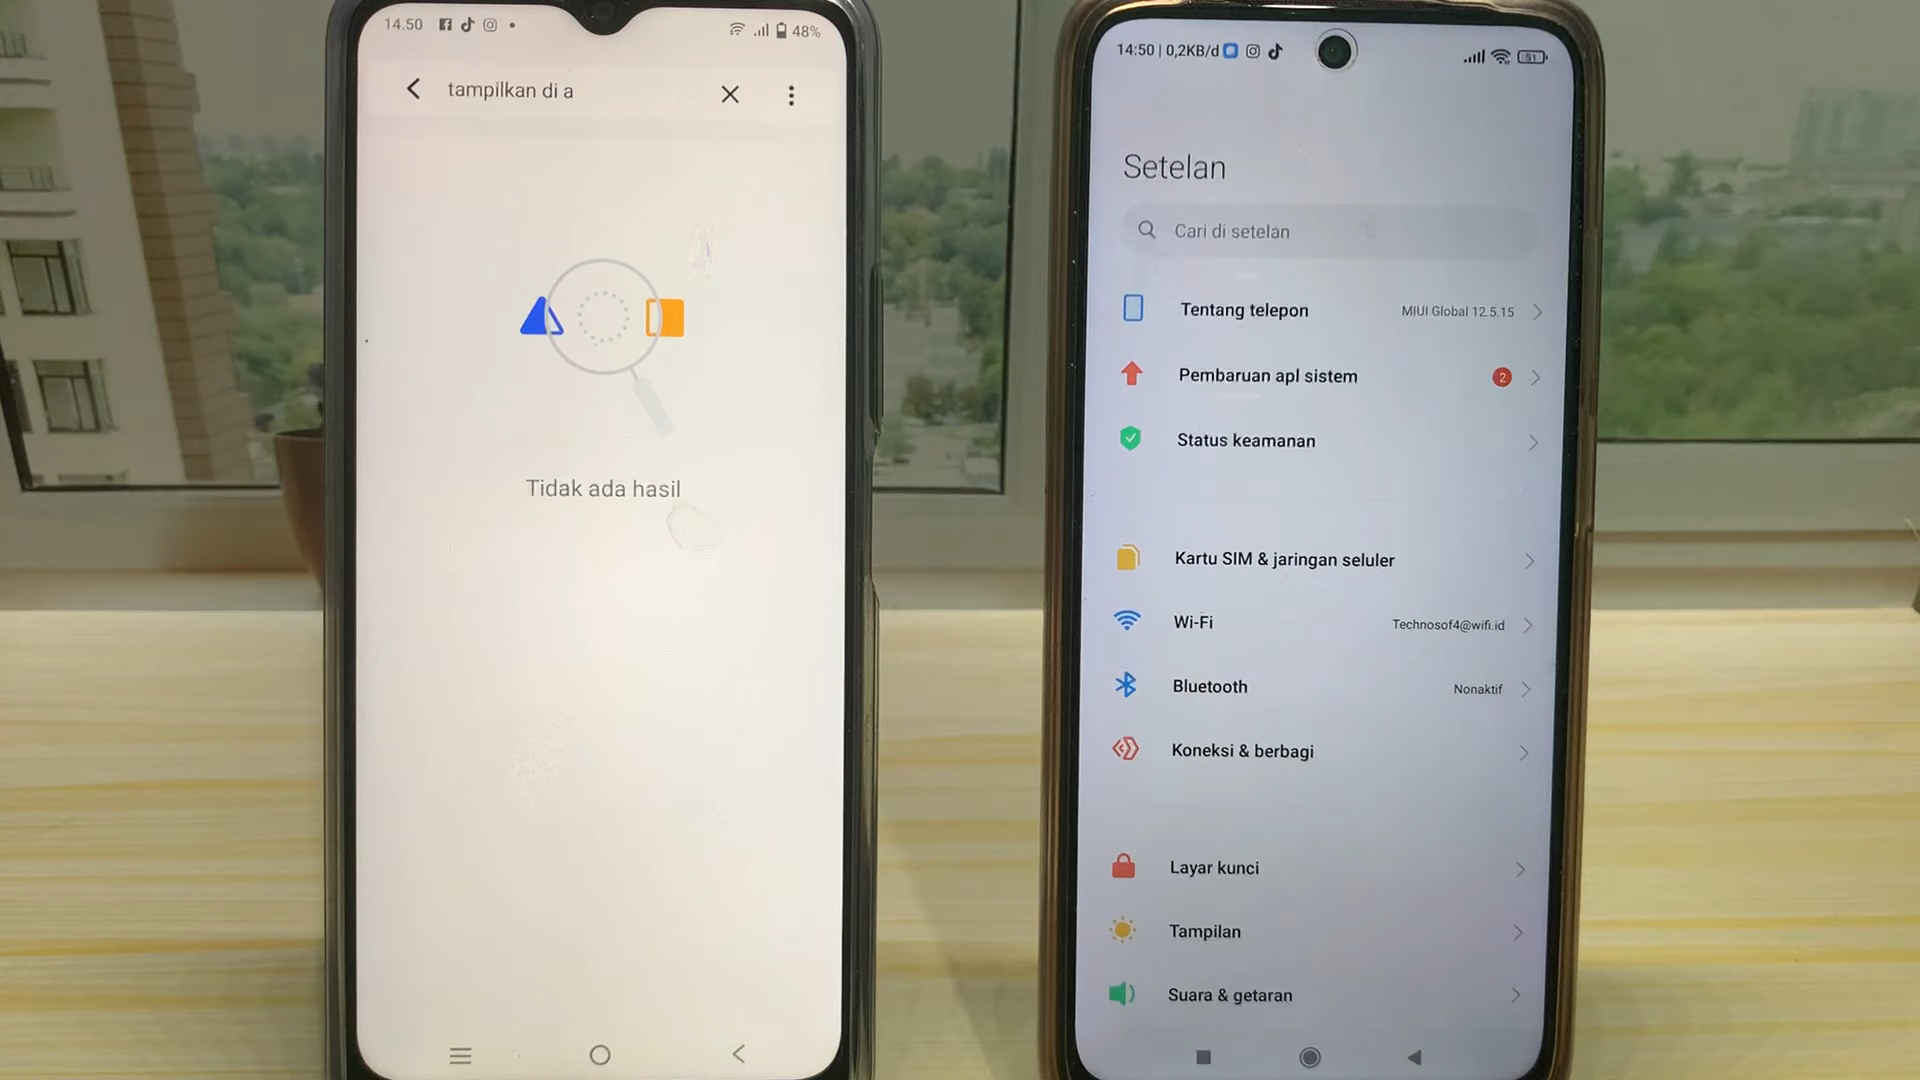 14.50
48%
tampilkan di a
Tidak ada hasil
14:50 | 0,2KB/d
51
Setelan
Cari di setelan
Tentang telepon
MIUI Global 12.5.15
Pembaruan apl sistem
2
Status keamanan
Kartu SIM & jaringan seluler
Wi-Fi
Technosof4@wifi.id
Bluetooth
Nonaktif
Koneksi & berbagi
Layar kunci
Tampilan
Suara & getaran